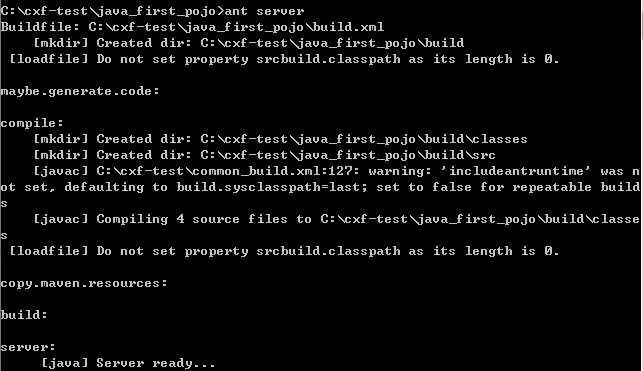 C:\cxf-test\java_first_pojo>ant server
Buildfile: C:\cxf-test\java_first_pojo\build.xml
    [mkdir] Created dir: C:\cxf-test\java_first_pojo\build
 [loadfile] Do not set property srcbuild.classpath as its length is 0.
maybe.generate.code:
compile:
    [mkdir] Created dir: C:\cxf-test\java_first_pojo\build\classes
    [mkdir] Created dir: C:\cxf-test\java_first_pojo\build\src
    [javac] C:\cxf-test\common_build.xml:127: warning: 'includeantruntime' was n
ot set, defaulting to build.sysclasspath=last; set to false for repeatable build
s
    [javac] Compiling 4 source files to C:\cxf-test\java_first_pojo\build\classe
s
 [loadfile] Do not set property srcbuild.classpath as its length is 0.
copy.maven.resources:
build:
server:
     [java] Server ready...